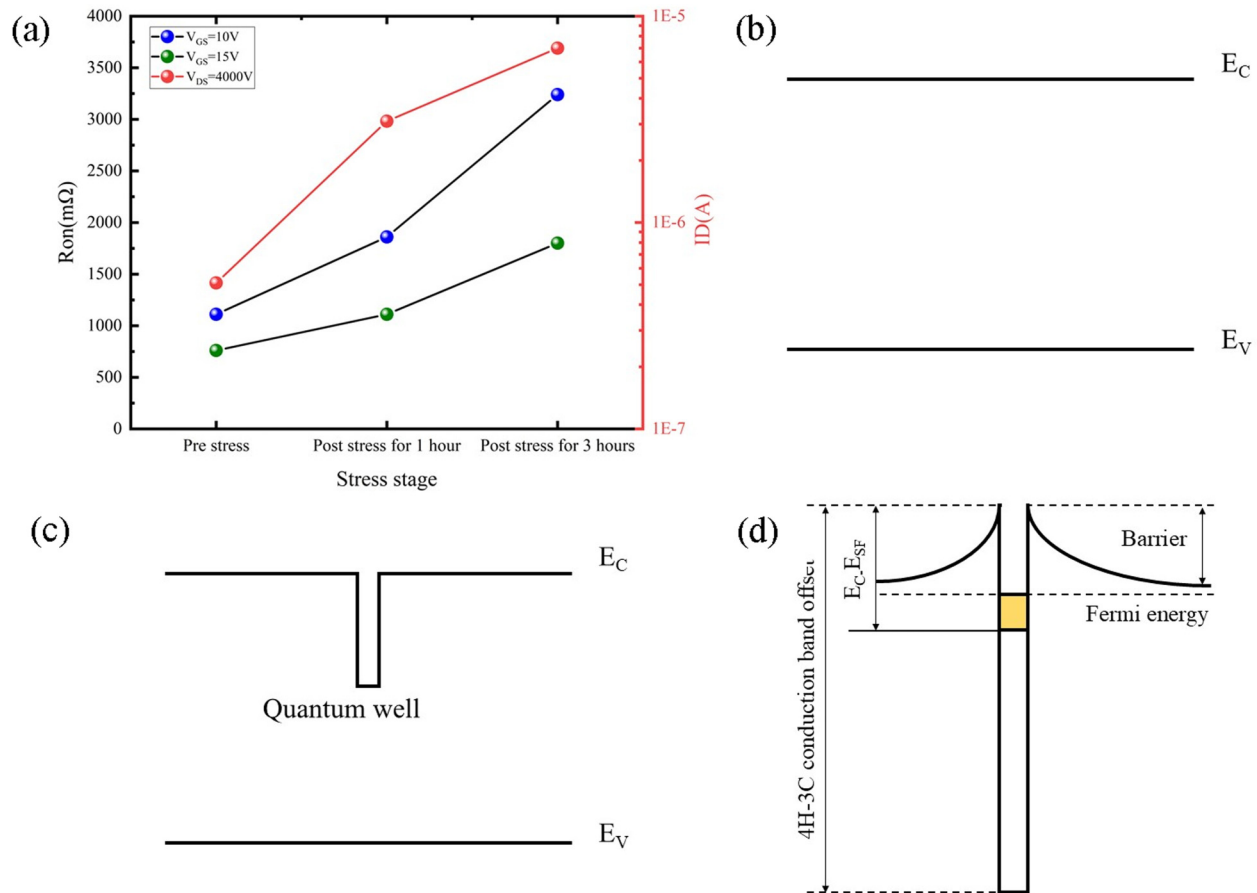 (a)
4000
3500
3000
2500
2000
1500
1000
500
0
Ron(mΩ)
V_GS=10V
V_GS=15V
V_DS=4000V
1E-5
1E-6
1E-7
ID(A)
Pre stress
Post stress for 1 hour
Post stress for 3 hours
Stress stage
(b)
E_C
E_V
(c)
E_C
Quantum well
E_V
(d)
4H-3C conduction band offset
E_C-E_SF
Barrier
Fermi energy